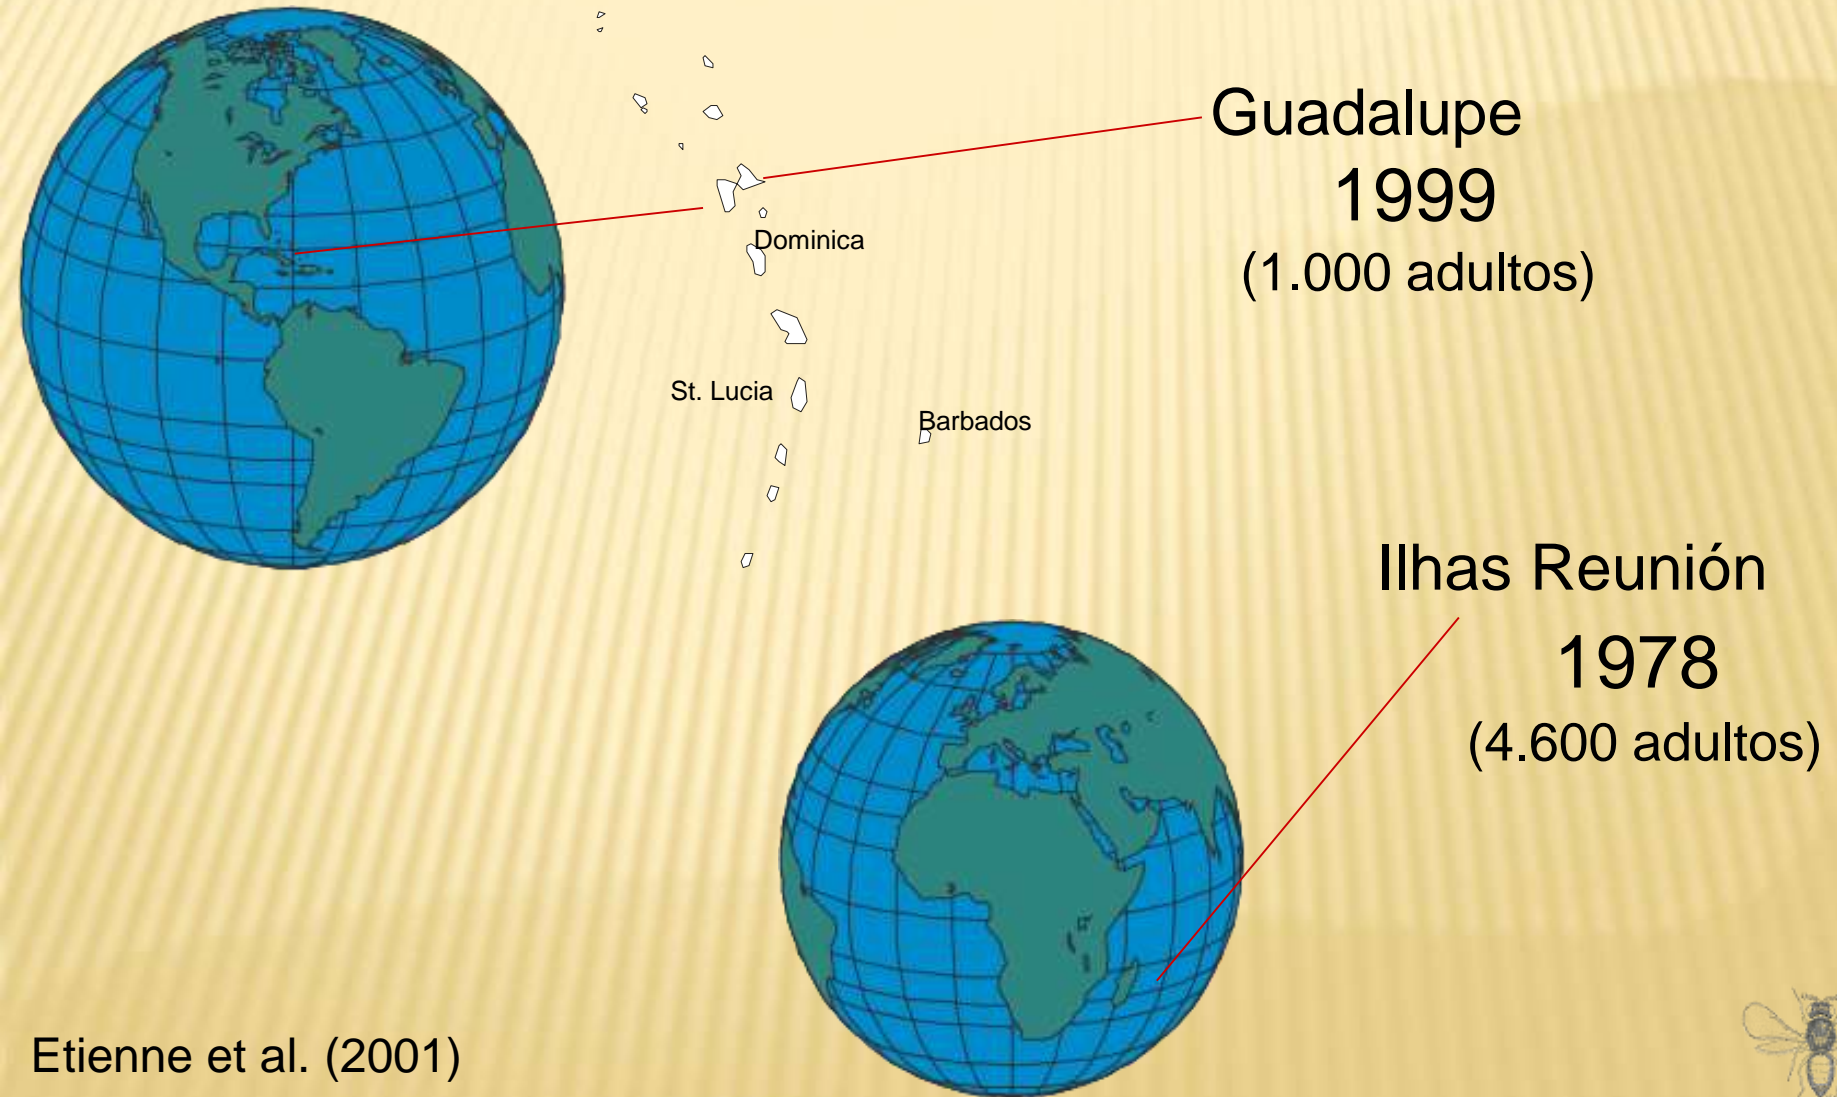 Guadalupe
1999
(1.000 adultos)
Dominica
St. Lucia
Barbados
Ilhas Reunión
1978
(4.600 adultos)
Etienne et al. (2001)